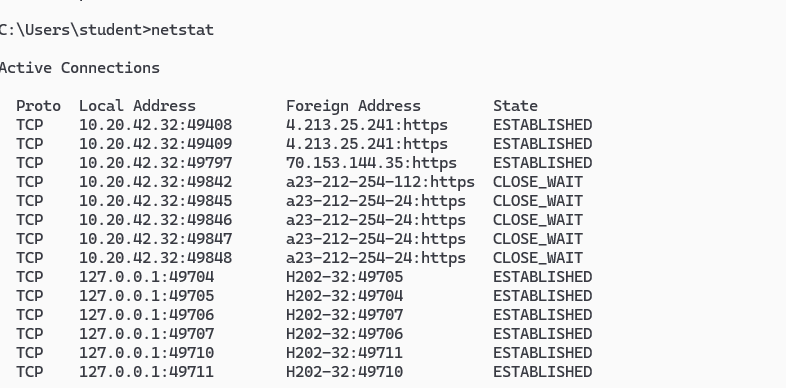 C:\Users\student>netstat
Active Connections
Proto Local Address Foreign Address State
TCP 10.20.42.32:49408 4.213.25.241:https ESTABLISHED
TCP 10.20.42.32:49409 4.213.25.241:https ESTABLISHED
TCP 10.20.42.32:49797 70.153.144.35:https ESTABLISHED
TCP 10.20.42.32:49842 a23-212-254-112:https CLOSE_WAIT
TCP 10.20.42.32:49845 a23-212-254-24:https CLOSE_WAIT
TCP 10.20.42.32:49846 a23-212-254-24:https CLOSE_WAIT
TCP 10.20.42.32:49847 a23-212-254-24:https CLOSE_WAIT
TCP 10.20.42.32:49848 a23-212-254-24:https CLOSE_WAIT
TCP 127.0.0.1:49704 H202-32:49705 ESTABLISHED
TCP 127.0.0.1:49705 H202-32:49704 ESTABLISHED
TCP 127.0.0.1:49706 H202-32:49707 ESTABLISHED
TCP 127.0.0.1:49707 H202-32:49706 ESTABLISHED
TCP 127.0.0.1:49710 H202-32:49711 ESTABLISHED
TCP 127.0.0.1:49711 H202-32:49710 ESTABLISHED